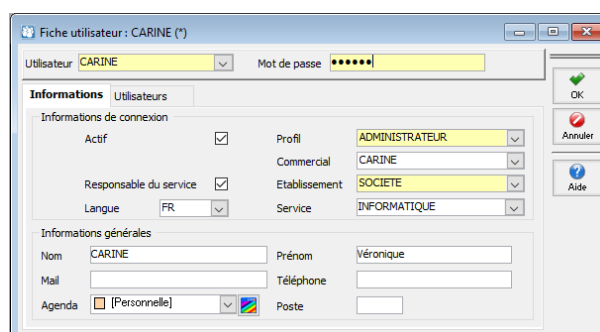 Fiche utilisateur : CARINE (*)
Utilisateur CARINE Mot de passe ••••••
OK
Annuler
Aide
Informations Utilisateurs
Informations de connexion
Actif Profil ADMINISTRATEUR
Commercial CARINE
Responsable du service Etablissement SOCIETE
Langue FR Service INFORMATIQUE
Informations générales
Nom CARINE Prénom Véronique
Mail Téléphone
Agenda [Personnelle] Poste